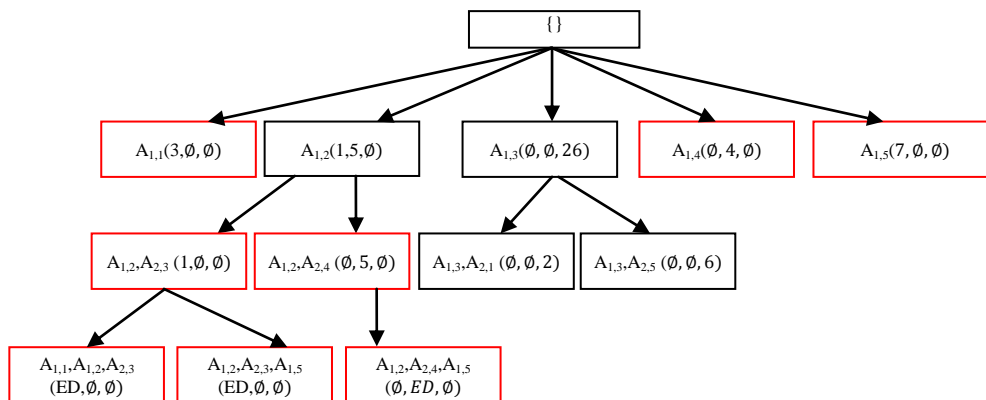 {}
A₁,₁(3,∅,∅)
A₁,₂(1,5,∅)
A₁,₃(∅, ∅, 26)
A₁,₄(∅, 4, ∅)
A₁,₅(7, ∅, ∅)
A₁,₂,A₂,₃ (1,∅, ∅)
A₁,₂,A₂,₄ (∅, 5, ∅)
A₁,₃,A₂,₁ (∅, ∅, 2)
A₁,₃,A₂,₅ (∅, ∅, 6)
A₁,₁,A₁,₂,A₂,₃
(ED,∅, ∅)
A₁,₂,A₂,₃,A₁,₅
(ED,∅, ∅)
A₁,₂,A₂,₄,A₁,₅
(∅, ED, ∅)